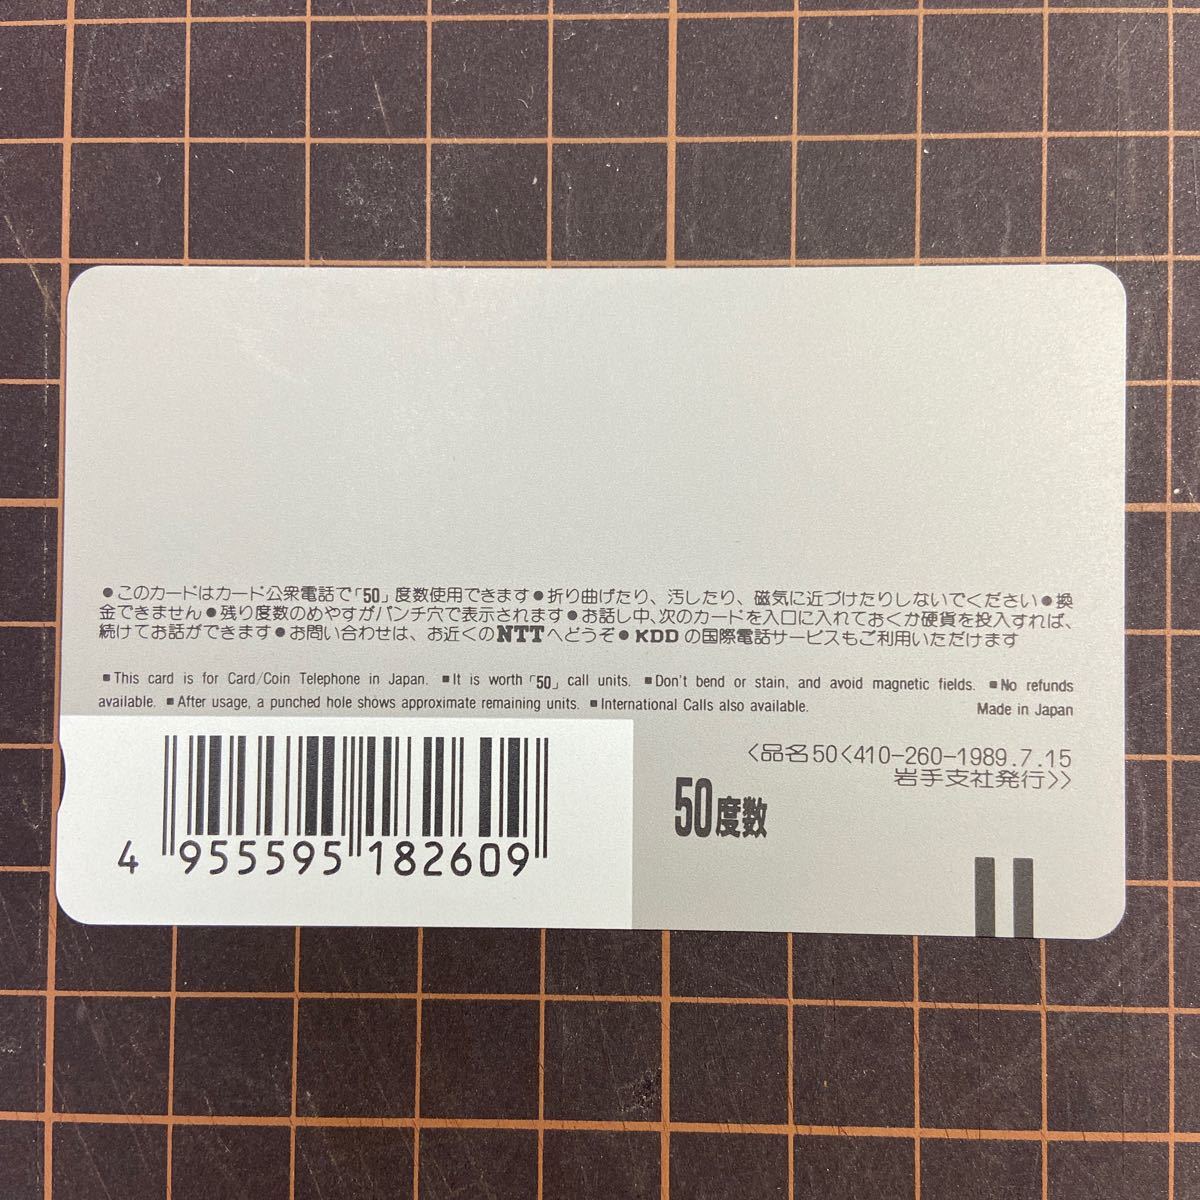 ●このカードはカード公衆電話で「50」度数使用できます●折り曲げたり、汚したり、磁気に近づけたりしないでください●換
金できません●残り度数のめやすがパンチ穴で表示されます●お話し中、次のカードを入口に入れておくか硬貨を投入すれば、
続けてお話ができます●お問い合わせは、お近くのNTTへどうぞ●KDDの国際電話サービスもご利用いただけます
■This card is for Card/Coin Telephone in Japan. ■It is worth「50」call units. ■Don't bend or stain, and avoid magnetic fields. ■No refunds
available. ■After usage, a punched hole shows approximate remaining units. ■International Calls also available.
Made in Japan
〈品名50〈410-260-1989.7.15
岩手支社発行〉〉
50度数
4 955595 182609